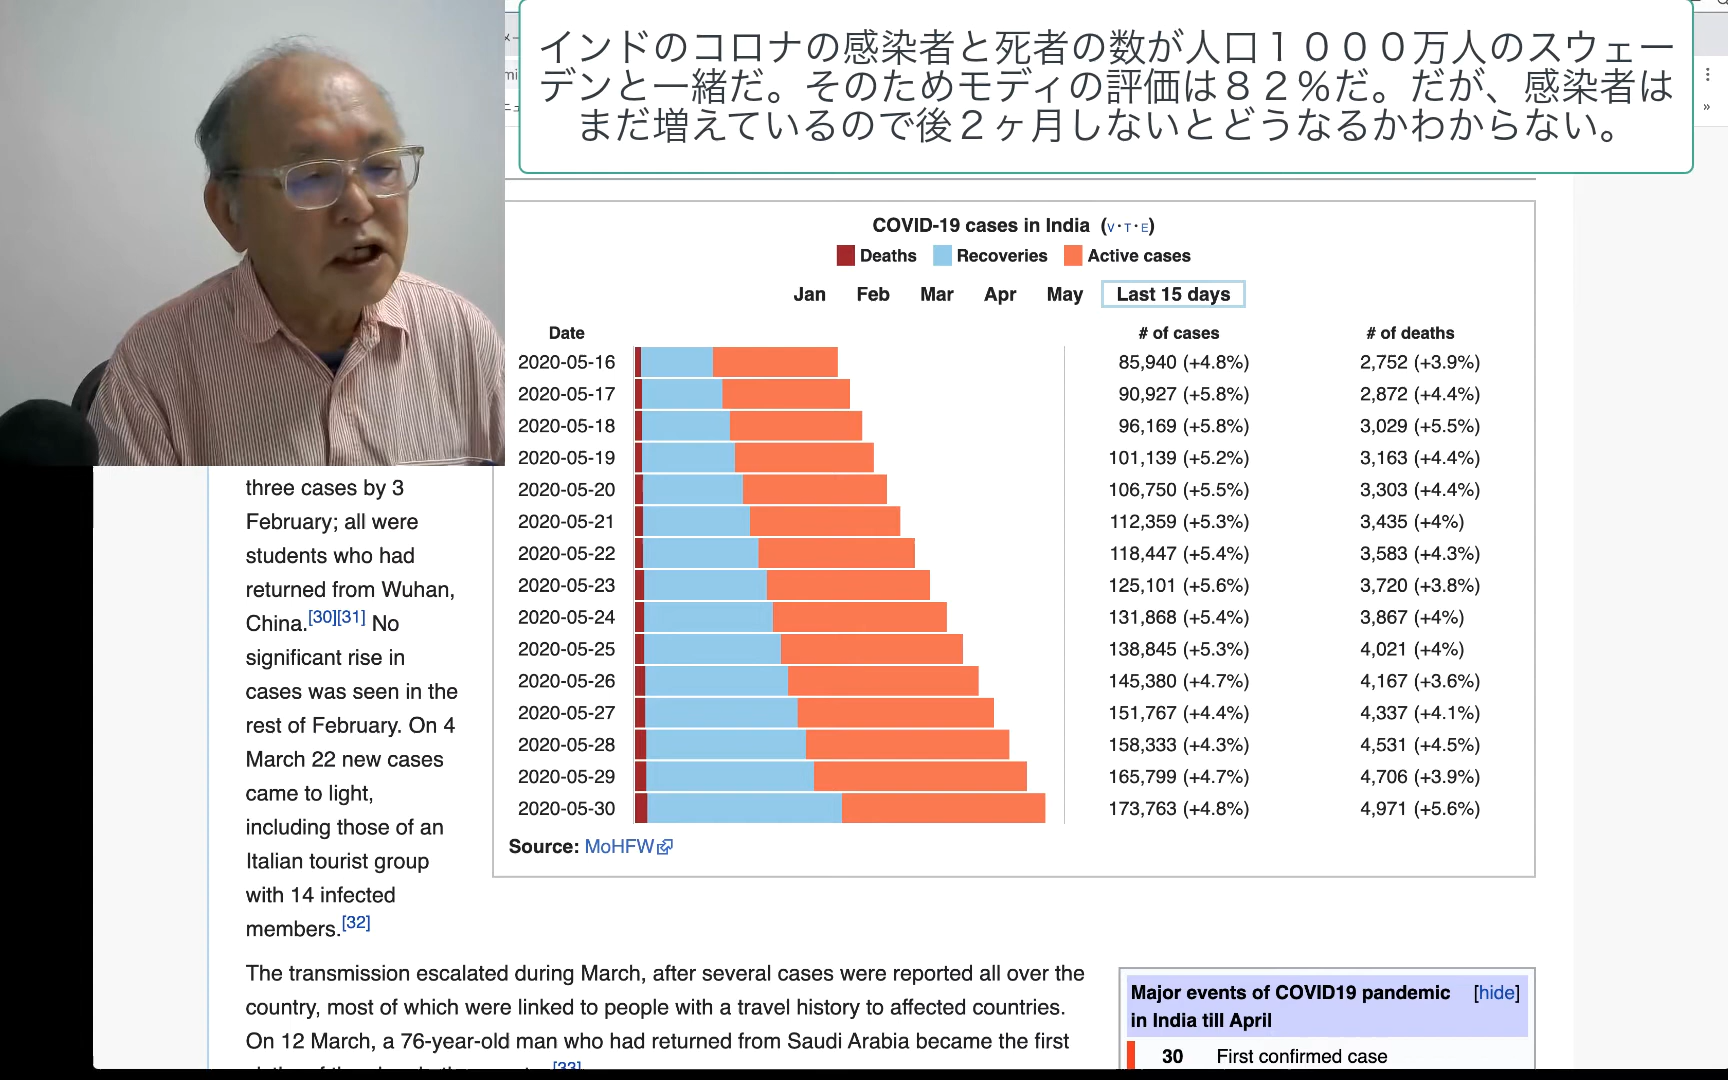 インドのコロナの感染者と死者の数が人口１０００万人のスウェー
デンと一緒だ。そのためモディの評価は８２％だ。だが、感染者は
まだ増えているので後２ヶ月しないとどうなるかわからない。
COVID-19 cases in India (V·T·E)
Deaths Recoveries Active cases
Jan Feb Mar Apr May Last 15 days
Date # of cases # of deaths
2020-05-16 85,940 (+4.8%) 2,752 (+3.9%)
2020-05-17 90,927 (+5.8%) 2,872 (+4.4%)
2020-05-18 96,169 (+5.8%) 3,029 (+5.5%)
2020-05-19 101,139 (+5.2%) 3,163 (+4.4%)
2020-05-20 106,750 (+5.5%) 3,303 (+4.4%)
2020-05-21 112,359 (+5.3%) 3,435 (+4%)
2020-05-22 118,447 (+5.4%) 3,583 (+4.3%)
2020-05-23 125,101 (+5.6%) 3,720 (+3.8%)
2020-05-24 131,868 (+5.4%) 3,867 (+4%)
2020-05-25 138,845 (+5.3%) 4,021 (+4%)
2020-05-26 145,380 (+4.7%) 4,167 (+3.6%)
2020-05-27 151,767 (+4.4%) 4,337 (+4.1%)
2020-05-28 158,333 (+4.3%) 4,531 (+4.5%)
2020-05-29 165,799 (+4.7%) 4,706 (+3.9%)
2020-05-30 173,763 (+4.8%) 4,971 (+5.6%)
Source: MoHFW
three cases by 3
February; all were
students who had
returned from Wuhan,
China.[30][31] No
significant rise in
cases was seen in the
rest of February. On 4
March 22 new cases
came to light,
including those of an
Italian tourist group
with 14 infected
members.[32]
The transmission escalated during March, after several cases were reported all over the
country, most of which were linked to people with a travel history to affected countries.
On 12 March, a 76-year-old man who had returned from Saudi Arabia became the first
[33]
Major events of COVID19 pandemic [hide]
in India till April
30 First confirmed case